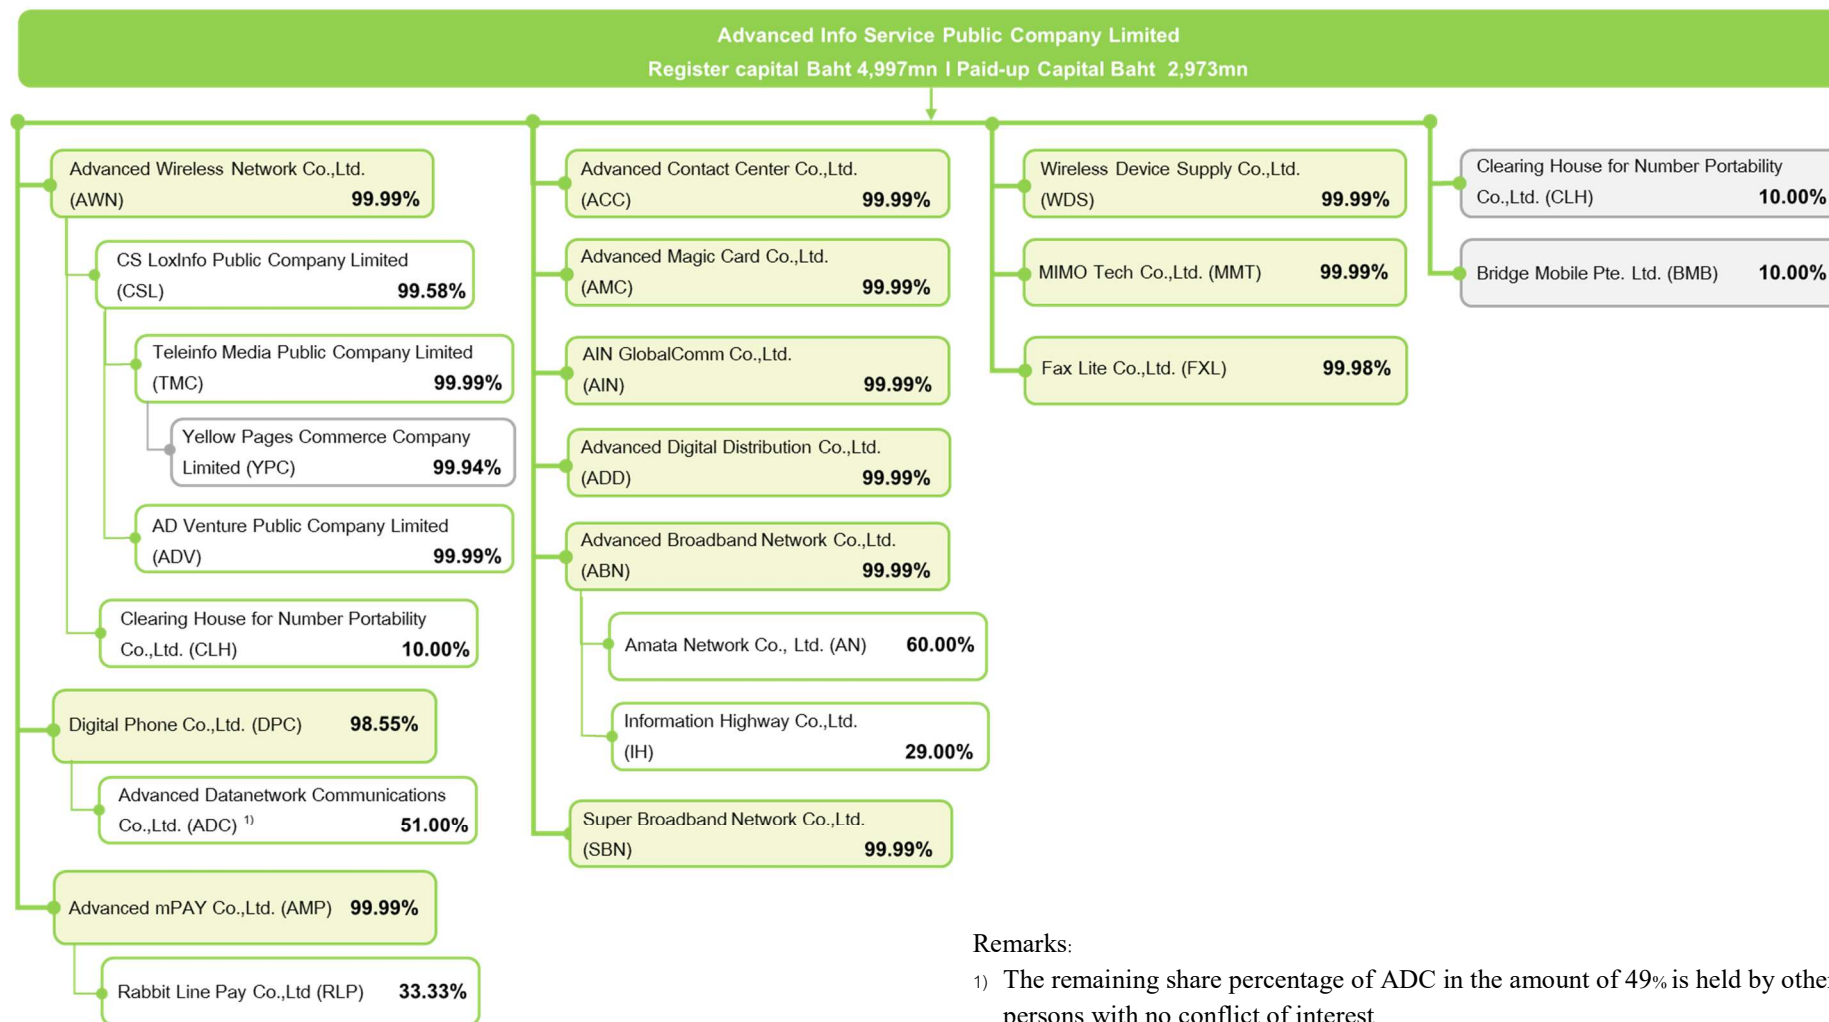 Advanced Info Service Public Company Limited
Register capital Baht 4,997mn I Paid-up Capital Baht 2,973mn
Advanced Wireless Network Co.,Ltd.
(AWN) 99.99%
CS LoxInfo Public Company Limited
(CSL) 99.58%
Teleinfo Media Public Company Limited
(TMC) 99.99%
Yellow Pages Commerce Company
Limited (YPC) 99.94%
AD Venture Public Company Limited
(ADV) 99.99%
Clearing House for Number Portability
Co.,Ltd. (CLH) 10.00%
Digital Phone Co.,Ltd. (DPC) 98.55%
Advanced Datanetwork Communications
Co.,Ltd. (ADC) 1) 51.00%
Advanced mPAY Co.,Ltd. (AMP) 99.99%
Rabbit Line Pay Co.,Ltd (RLP) 33.33%
Advanced Contact Center Co.,Ltd.
(ACC) 99.99%
Advanced Magic Card Co.,Ltd.
(AMC) 99.99%
AIN GlobalComm Co.,Ltd.
(AIN) 99.99%
Advanced Digital Distribution Co.,Ltd.
(ADD) 99.99%
Advanced Broadband Network Co.,Ltd.
(ABN) 99.99%
Amata Network Co., Ltd. (AN) 60.00%
Information Highway Co.,Ltd.
(IH) 29.00%
Super Broadband Network Co.,Ltd.
(SBN) 99.99%
Wireless Device Supply Co.,Ltd.
(WDS) 99.99%
MIMO Tech Co.,Ltd. (MMT) 99.99%
Fax Lite Co.,Ltd. (FXL) 99.98%
Clearing House for Number Portability
Co.,Ltd. (CLH) 10.00%
Bridge Mobile Pte. Ltd. (BMB) 10.00%
Remarks:
1) The remaining share percentage of ADC in the amount of 49% is held by other
persons with no conflict of interest